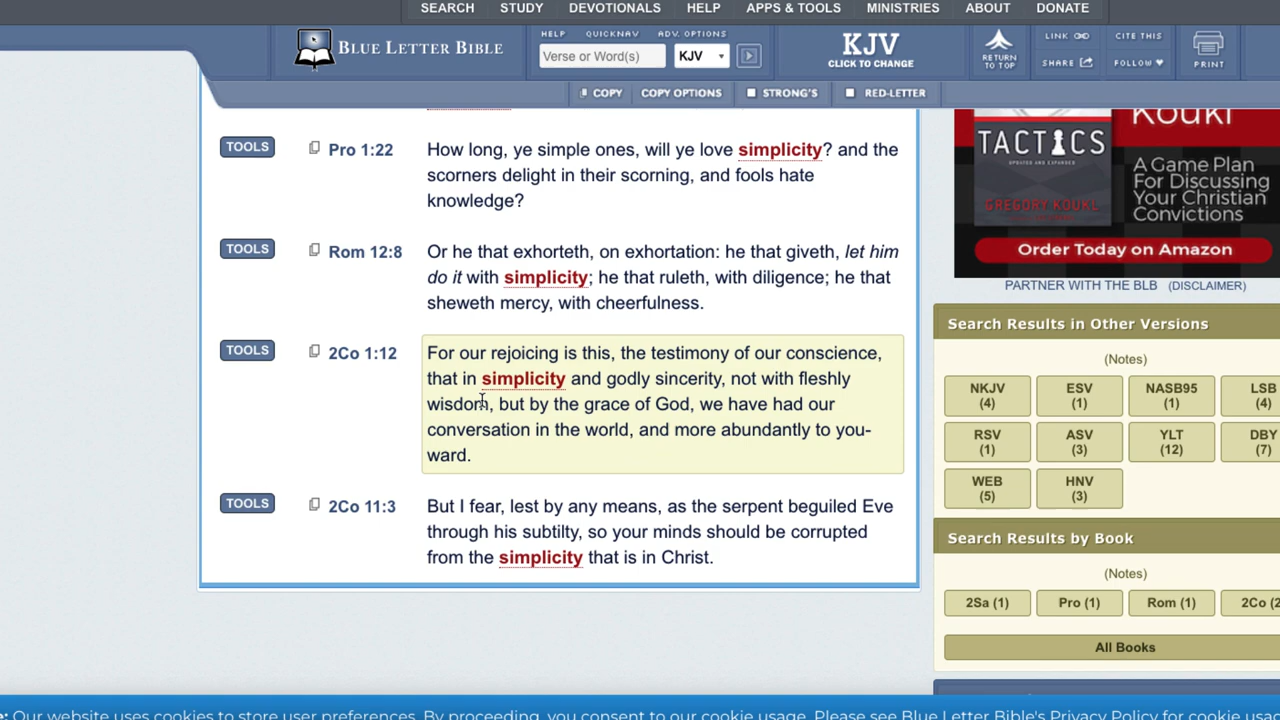 SEARCH STUDY DEVOTIONALS HELP APPS & TOOLS MINISTRIES ABOUT DONATE
BLUE LETTER BIBLE
HELP QUICKNAV ADV. OPTIONS
Verse or Word(s) KJV
KJV
CLICK TO CHANGE
RETURN
TO TOP
LINK
SHARE
CITE THIS
FOLLOW
PRINT
COPY COPY OPTIONS STRONG'S RED-LETTER
TOOLS Pro 1:22 How long, ye simple ones, will ye love simplicity? and the
scorners delight in their scorning, and fools hate
knowledge?
TOOLS Rom 12:8 Or he that exhorteth, on exhortation: he that giveth, let him
do it with simplicity; he that ruleth, with diligence; he that
sheweth mercy, with cheerfulness.
TOOLS 2Co 1:12 For our rejoicing is this, the testimony of our conscience,
that in simplicity and godly sincerity, not with fleshly
wisdom, but by the grace of God, we have had our
conversation in the world, and more abundantly to you-
ward.
TOOLS 2Co 11:3 But I fear, lest by any means, as the serpent beguiled Eve
through his subtilty, so your minds should be corrupted
from the simplicity that is in Christ.
Koukl
TACTICS
UPDATED AND EXPANDED
GREGORY KOUKL
A Game Plan
For Discussing
Your Christian
Convictions
Order Today on Amazon
PARTNER WITH THE BLB (DISCLAIMER)
Search Results in Other Versions
(Notes)
NKJV ESV NASB95 LSB
(4) (1) (1) (4)
RSV ASV YLT DBY
(1) (3) (12) (7)
WEB HNV
(5) (3)
Search Results by Book
(Notes)
2Sa (1) Pro (1) Rom (1) 2Co (2
All Books
e: Our website uses cookies to store user preferences. By proceeding, you consent to our cookie usage. Please see Blue Letter Bible's Privacy Policy for cookie usa